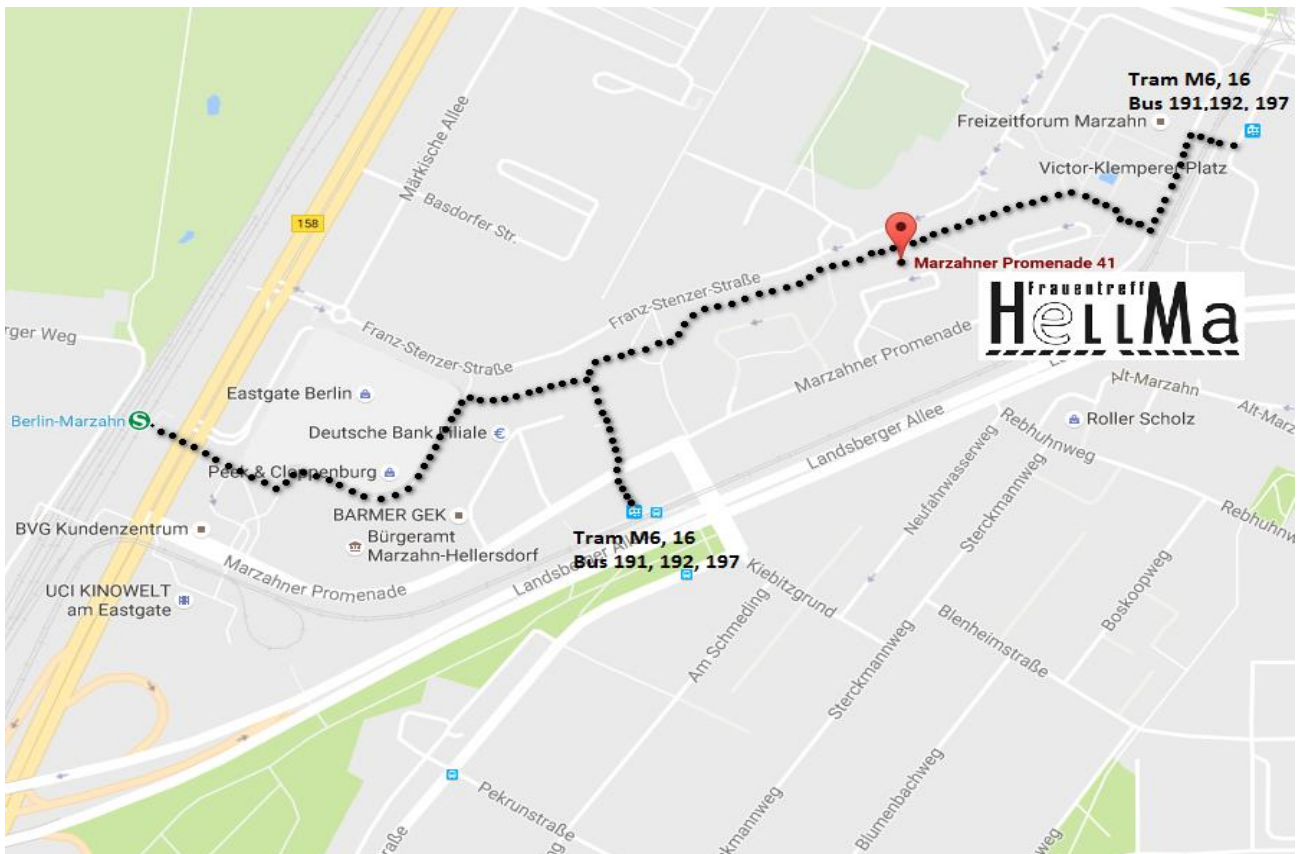 Tram M6, 16
Bus 191,192, 197
Freizeitforum Marzahn
Victor-Klemperer-Platz
Märkische Allee
Basdorfer Str.
158
Marzahner Promenade 41
Frauentreff
HellMa
Franz-Stenzer-Straße
Franz-Stenzer-Straße
rger Weg
Marzahner Promenade
Alt-Marzahn
Alt-Marz
Eastgate Berlin
Berlin-Marzahn
S
Deutsche Bank Filiale
€
Roller Scholz
Rebhuhnweg
Landsberger Allee
Peek & Cloppenburg
Neufahrwasserweg
Sterckmannweg
Rebhuhnw
BARMER GEK
BVG Kundenzentrum
Bürgeramt
Marzahn-Hellersdorf
Tram M6, 16
Bus 191, 192, 197
Landsberger Allee
Marzahner Promenade
Kiebitzgrund
UCI KINOWELT
am Eastgate
Boskoopweg
Blenheimstraße
Am Schmeding
Sterckmannweg
Pekrunstraße
Blumenbachweg
aße
kmannweg
weg